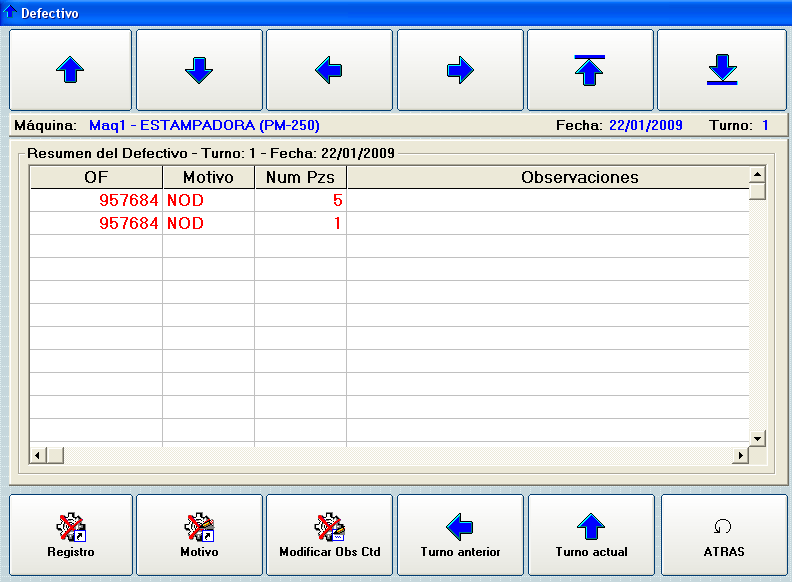 Defectivo
Máquina: Maq1 - ESTAMPADORA (PM-250) Fecha: 22/01/2009 Turno: 1
Resumen del Defectivo - Turno: 1 - Fecha: 22/01/2009
OF Motivo Num Pzs Observaciones
957684 NOD 5
957684 NOD 1
Registro Motivo Modificar Obs Ctd Turno anterior Turno actual ATRAS